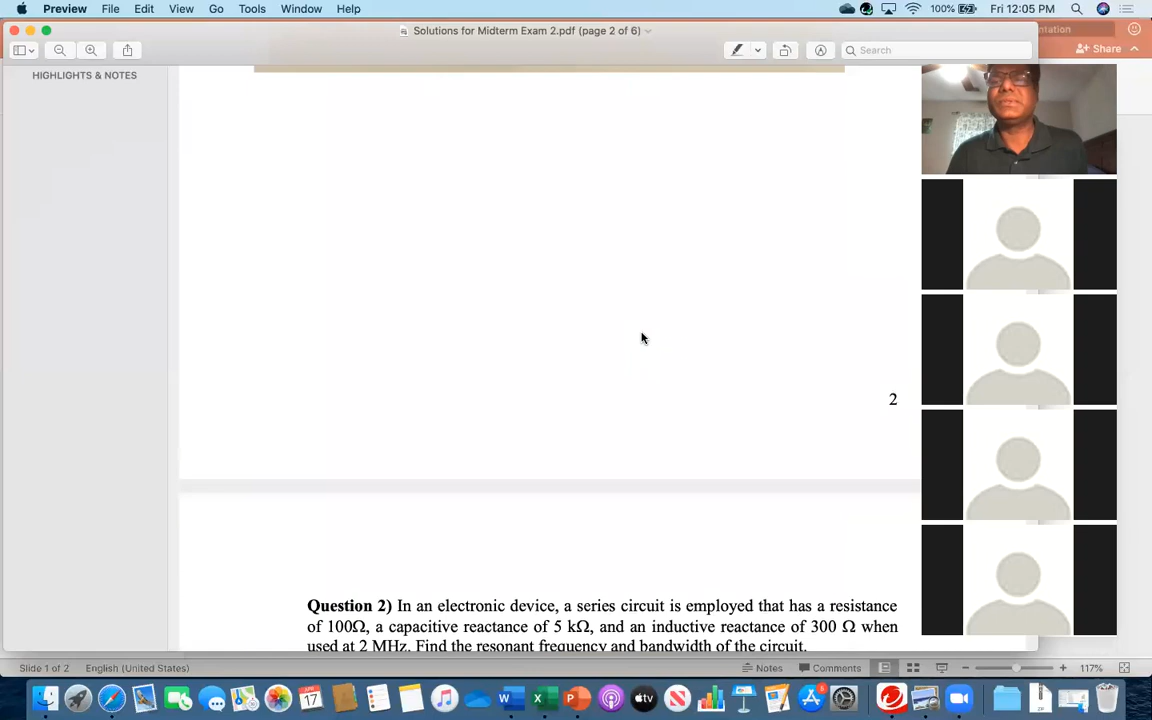 Preview File Edit View Go Tools Window Help
100% Fri 12:05 PM
Solutions for Midterm Exam 2.pdf (page 2 of 6)
Search
Share
HIGHLIGHTS & NOTES
2
Question 2) In an electronic device, a series circuit is employed that has a resistance
of 100Ω, a capacitive reactance of 5 kΩ, and an inductive reactance of 300 Ω when
used at 2 MHz. Find the resonant frequency and bandwidth of the circuit.
Slide 1 of 2 English (United States) Notes Comments 117%
APR
17
tv
W X P